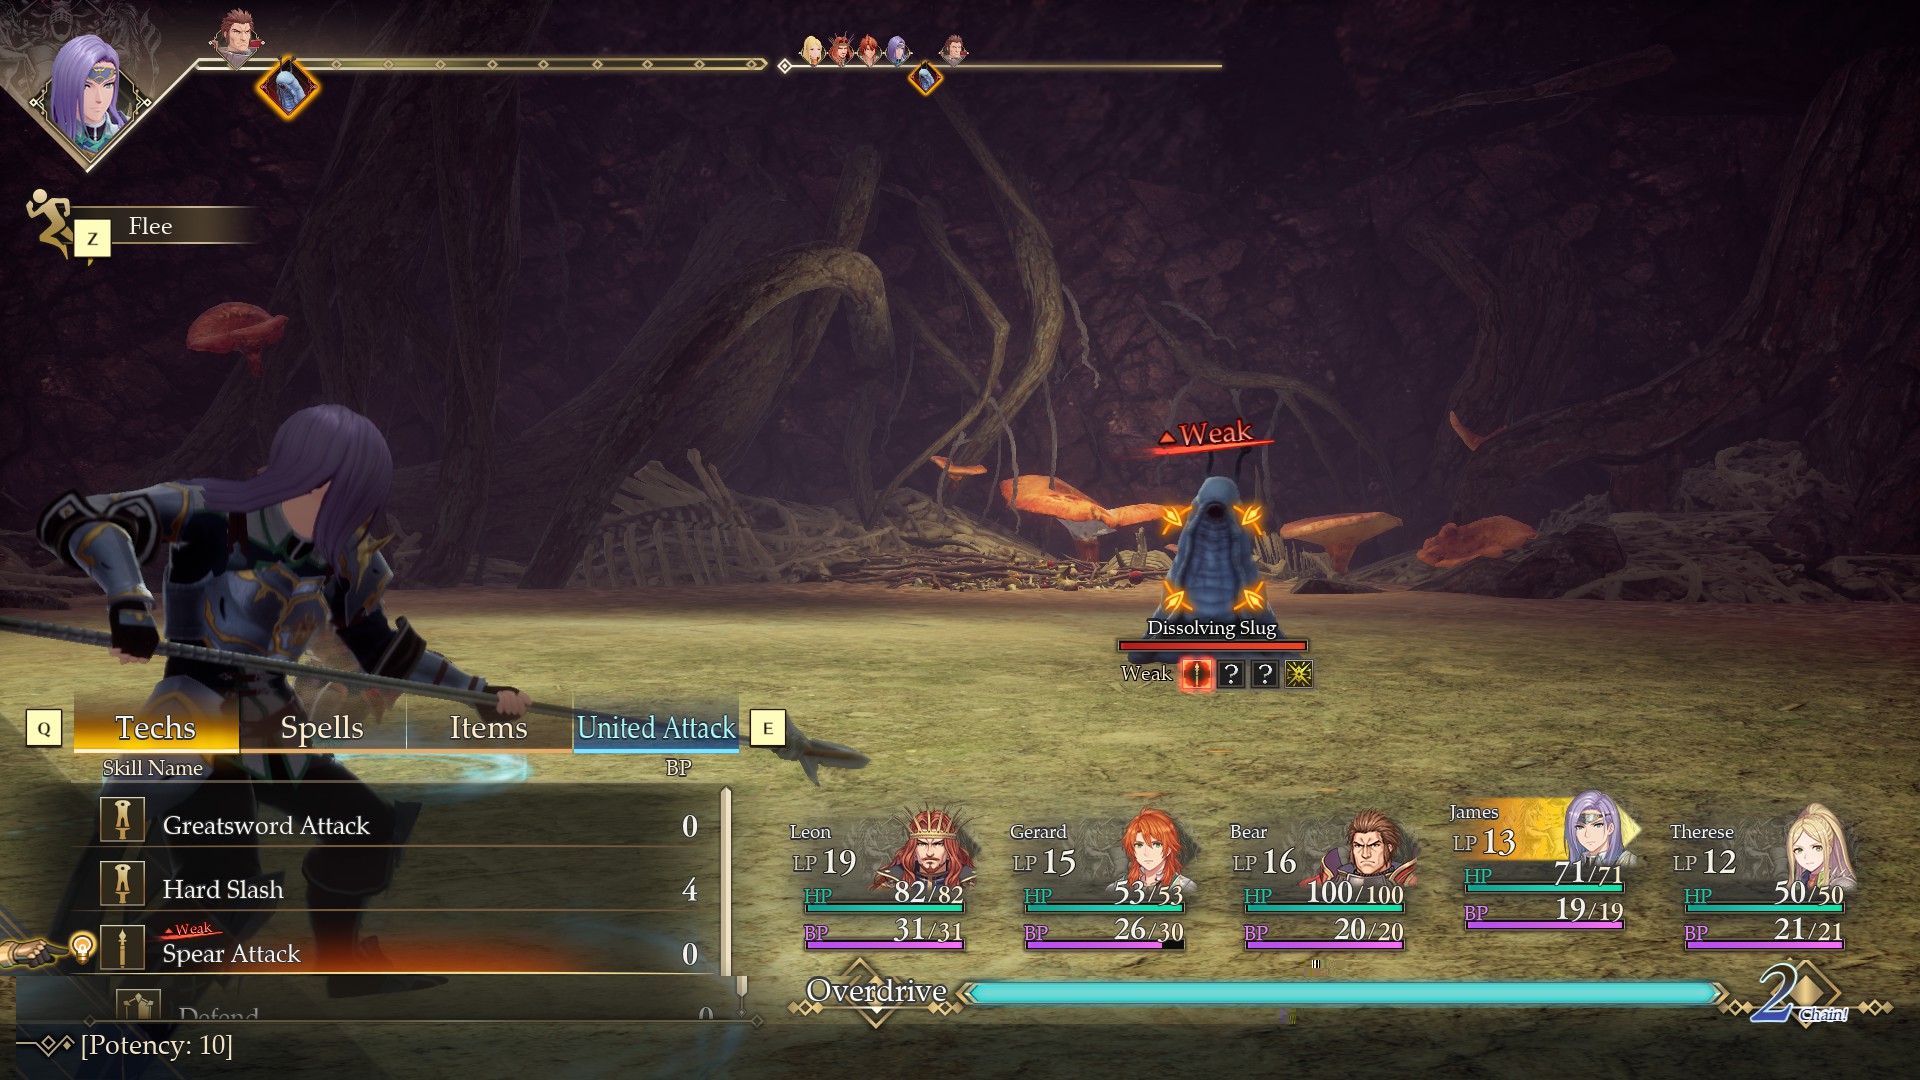 Z Flee
Weak
Dissolving Slug
Weak ? ?
Q Techs Spells Items United Attack E
Skill Name BP
Greatsword Attack 0
Hard Slash 4
Weak
Spear Attack 0
Defend 0
[Potency: 10]
Leon
LP 19
HP 82/82
BP 31/31
Gerard
LP 15
HP 53/53
BP 26/30
Bear
LP 16
HP 100/100
BP 20/20
James
LP 13
HP 71/71
BP 19/19
Therese
LP 12
HP 50/50
BP 21/21
Overdrive 2 Chain!